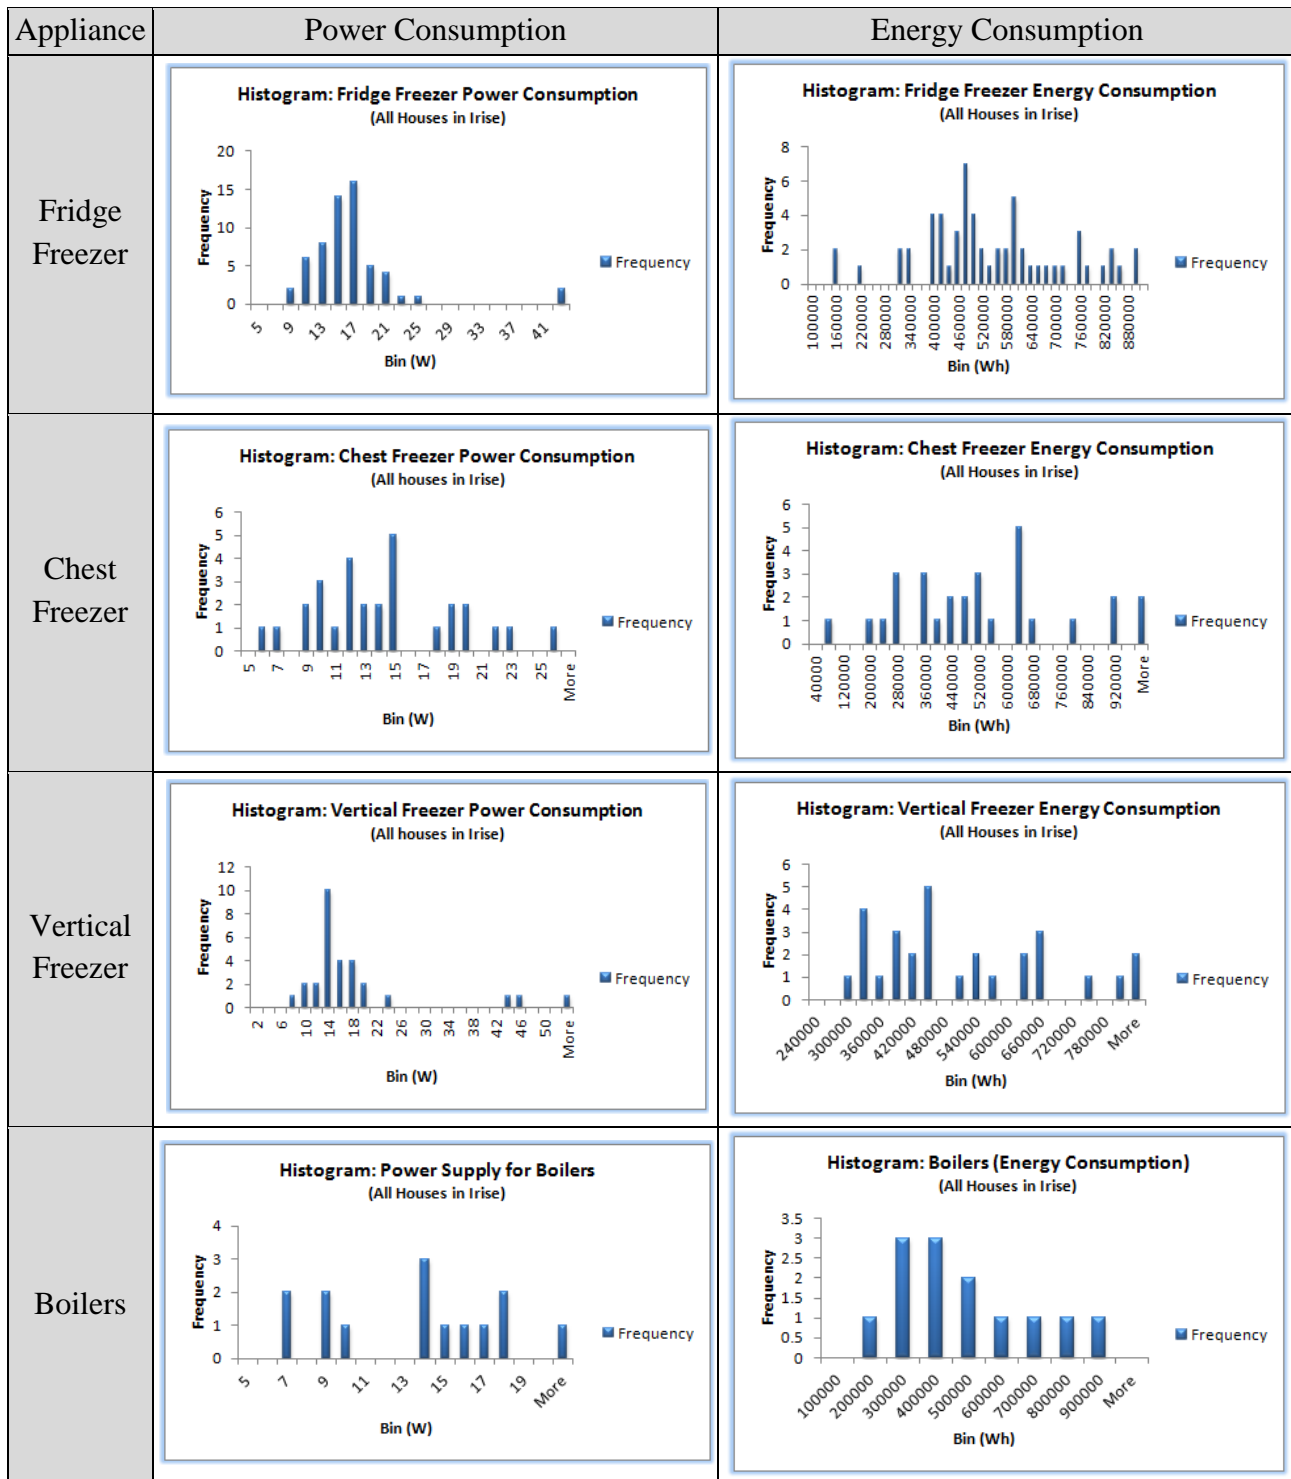 Appliance
Power Consumption
Energy Consumption
Fridge
Freezer
Histogram: Fridge Freezer Power Consumption
(All Houses in Irise)
20
15
10
5
0
Frequency
5 9 13 17 21 25 29 33 37 41
Bin (W)
Frequency
Histogram: Fridge Freezer Energy Consumption
(All Houses in Irise)
8
6
4
2
0
Frequency
100000 160000 220000 280000 340000 400000 460000 520000 580000 640000 700000 760000 820000 880000
Bin (Wh)
Frequency
Chest
Freezer
Histogram: Chest Freezer Power Consumption
(All houses in Irise)
6
5
4
3
2
1
0
Frequency
5 7 9 11 13 15 17 19 21 23 25 More
Bin (W)
Frequency
Histogram: Chest Freezer Energy Consumption
(All Houses in Irise)
6
5
4
3
2
1
0
Frequency
40000 120000 200000 280000 360000 440000 520000 600000 680000 760000 840000 920000 More
Bin (Wh)
Frequency
Vertical
Freezer
Histogram: Vertical Freezer Power Consumption
(All houses in Irise)
12
10
8
6
4
2
0
Frequency
2 6 10 14 18 22 26 30 34 38 42 46 50 More
Bin (W)
Frequency
Histogram: Vertical Freezer Energy Consumption
(All Houses in Irise)
6
5
4
3
2
1
0
Frequency
240000 300000 360000 420000 480000 540000 600000 660000 720000 780000 More
Bin (Wh)
Frequency
Boilers
Histogram: Power Supply for Boilers
(All Houses in Irise)
4
3
2
1
0
Frequency
5 7 9 11 13 15 17 19 More
Bin (W)
Frequency
Histogram: Boilers (Energy Consumption)
(All Houses in Irise)
3.5
3
2.5
2
1.5
1
0.5
0
Frequency
100000 200000 300000 400000 500000 600000 700000 800000 900000 More
Bin (Wh)
Frequency